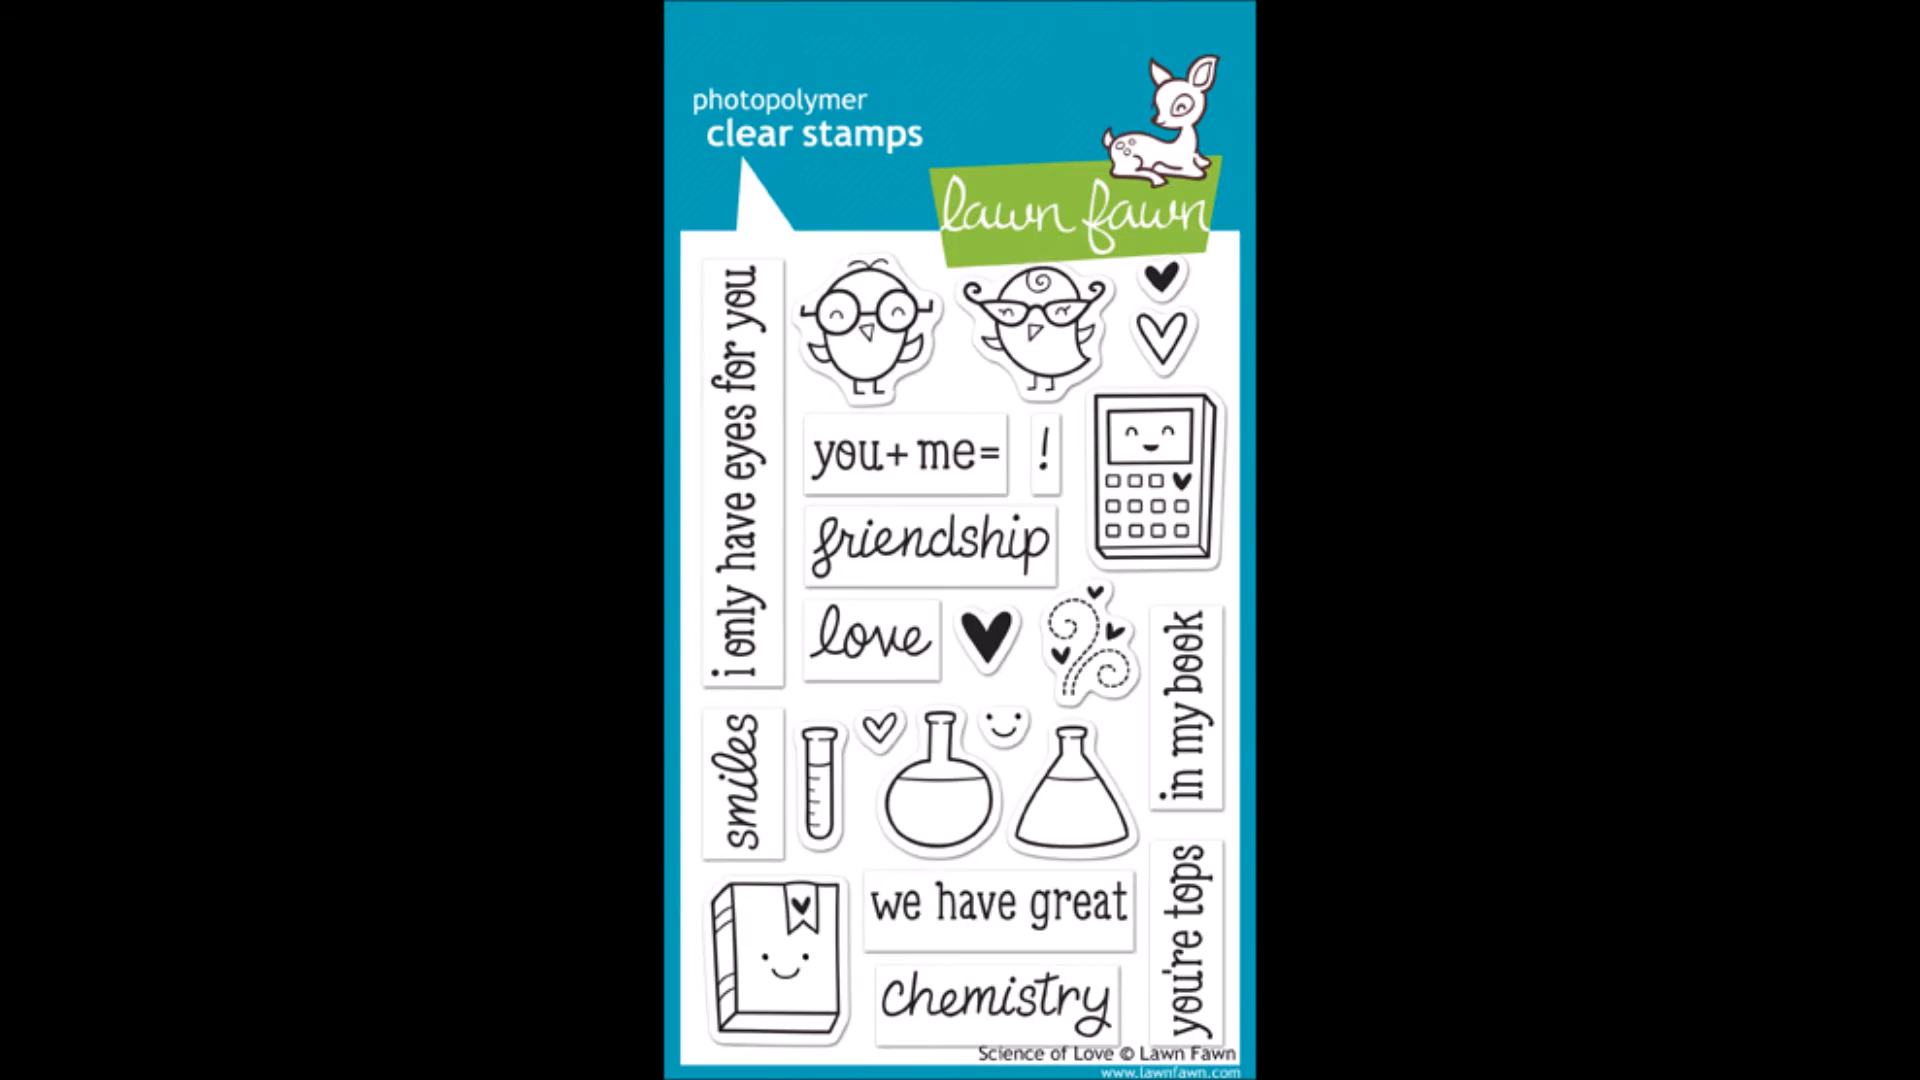 photopolymer
clear stamps
lawn fawn
i only have eyes for you
you + me =
!
friendship
love
in my book
smiles
we have great
you're tops
chemistry
Science of Love © Lawn Fawn
www.lawnfawn.com